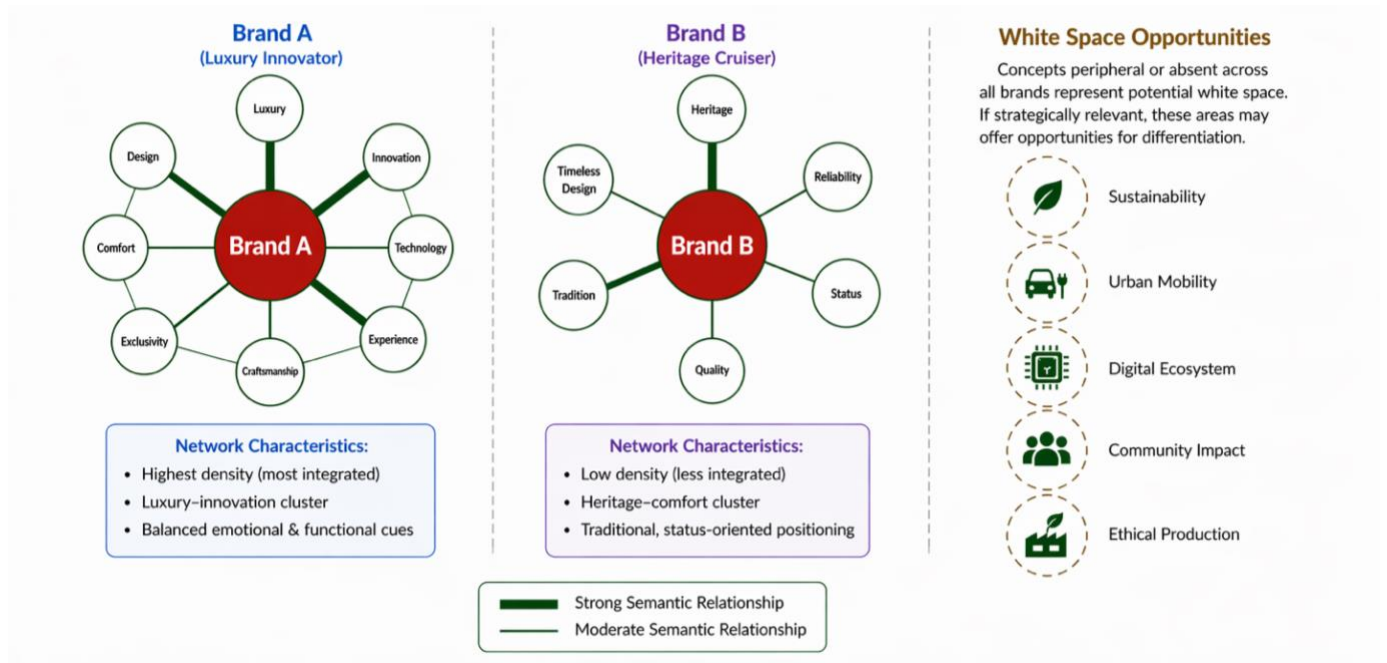 Brand A
(Luxury Innovator)
Luxury
Design
Innovation
Comfort
Brand A
Technology
Exclusivity
Experience
Craftsmanship
Network Characteristics:
• Highest density (most integrated)
• Luxury–innovation cluster
• Balanced emotional & functional cues
Brand B
(Heritage Cruiser)
Heritage
Timeless
Design
Reliability
Brand B
Tradition
Status
Quality
Network Characteristics:
• Low density (less integrated)
• Heritage–comfort cluster
• Traditional, status-oriented positioning
White Space Opportunities
Concepts peripheral or absent across
all brands represent potential white space.
If strategically relevant, these areas may
offer opportunities for differentiation.
Sustainability
Urban Mobility
Digital Ecosystem
Community Impact
Ethical Production
Strong Semantic Relationship
Moderate Semantic Relationship